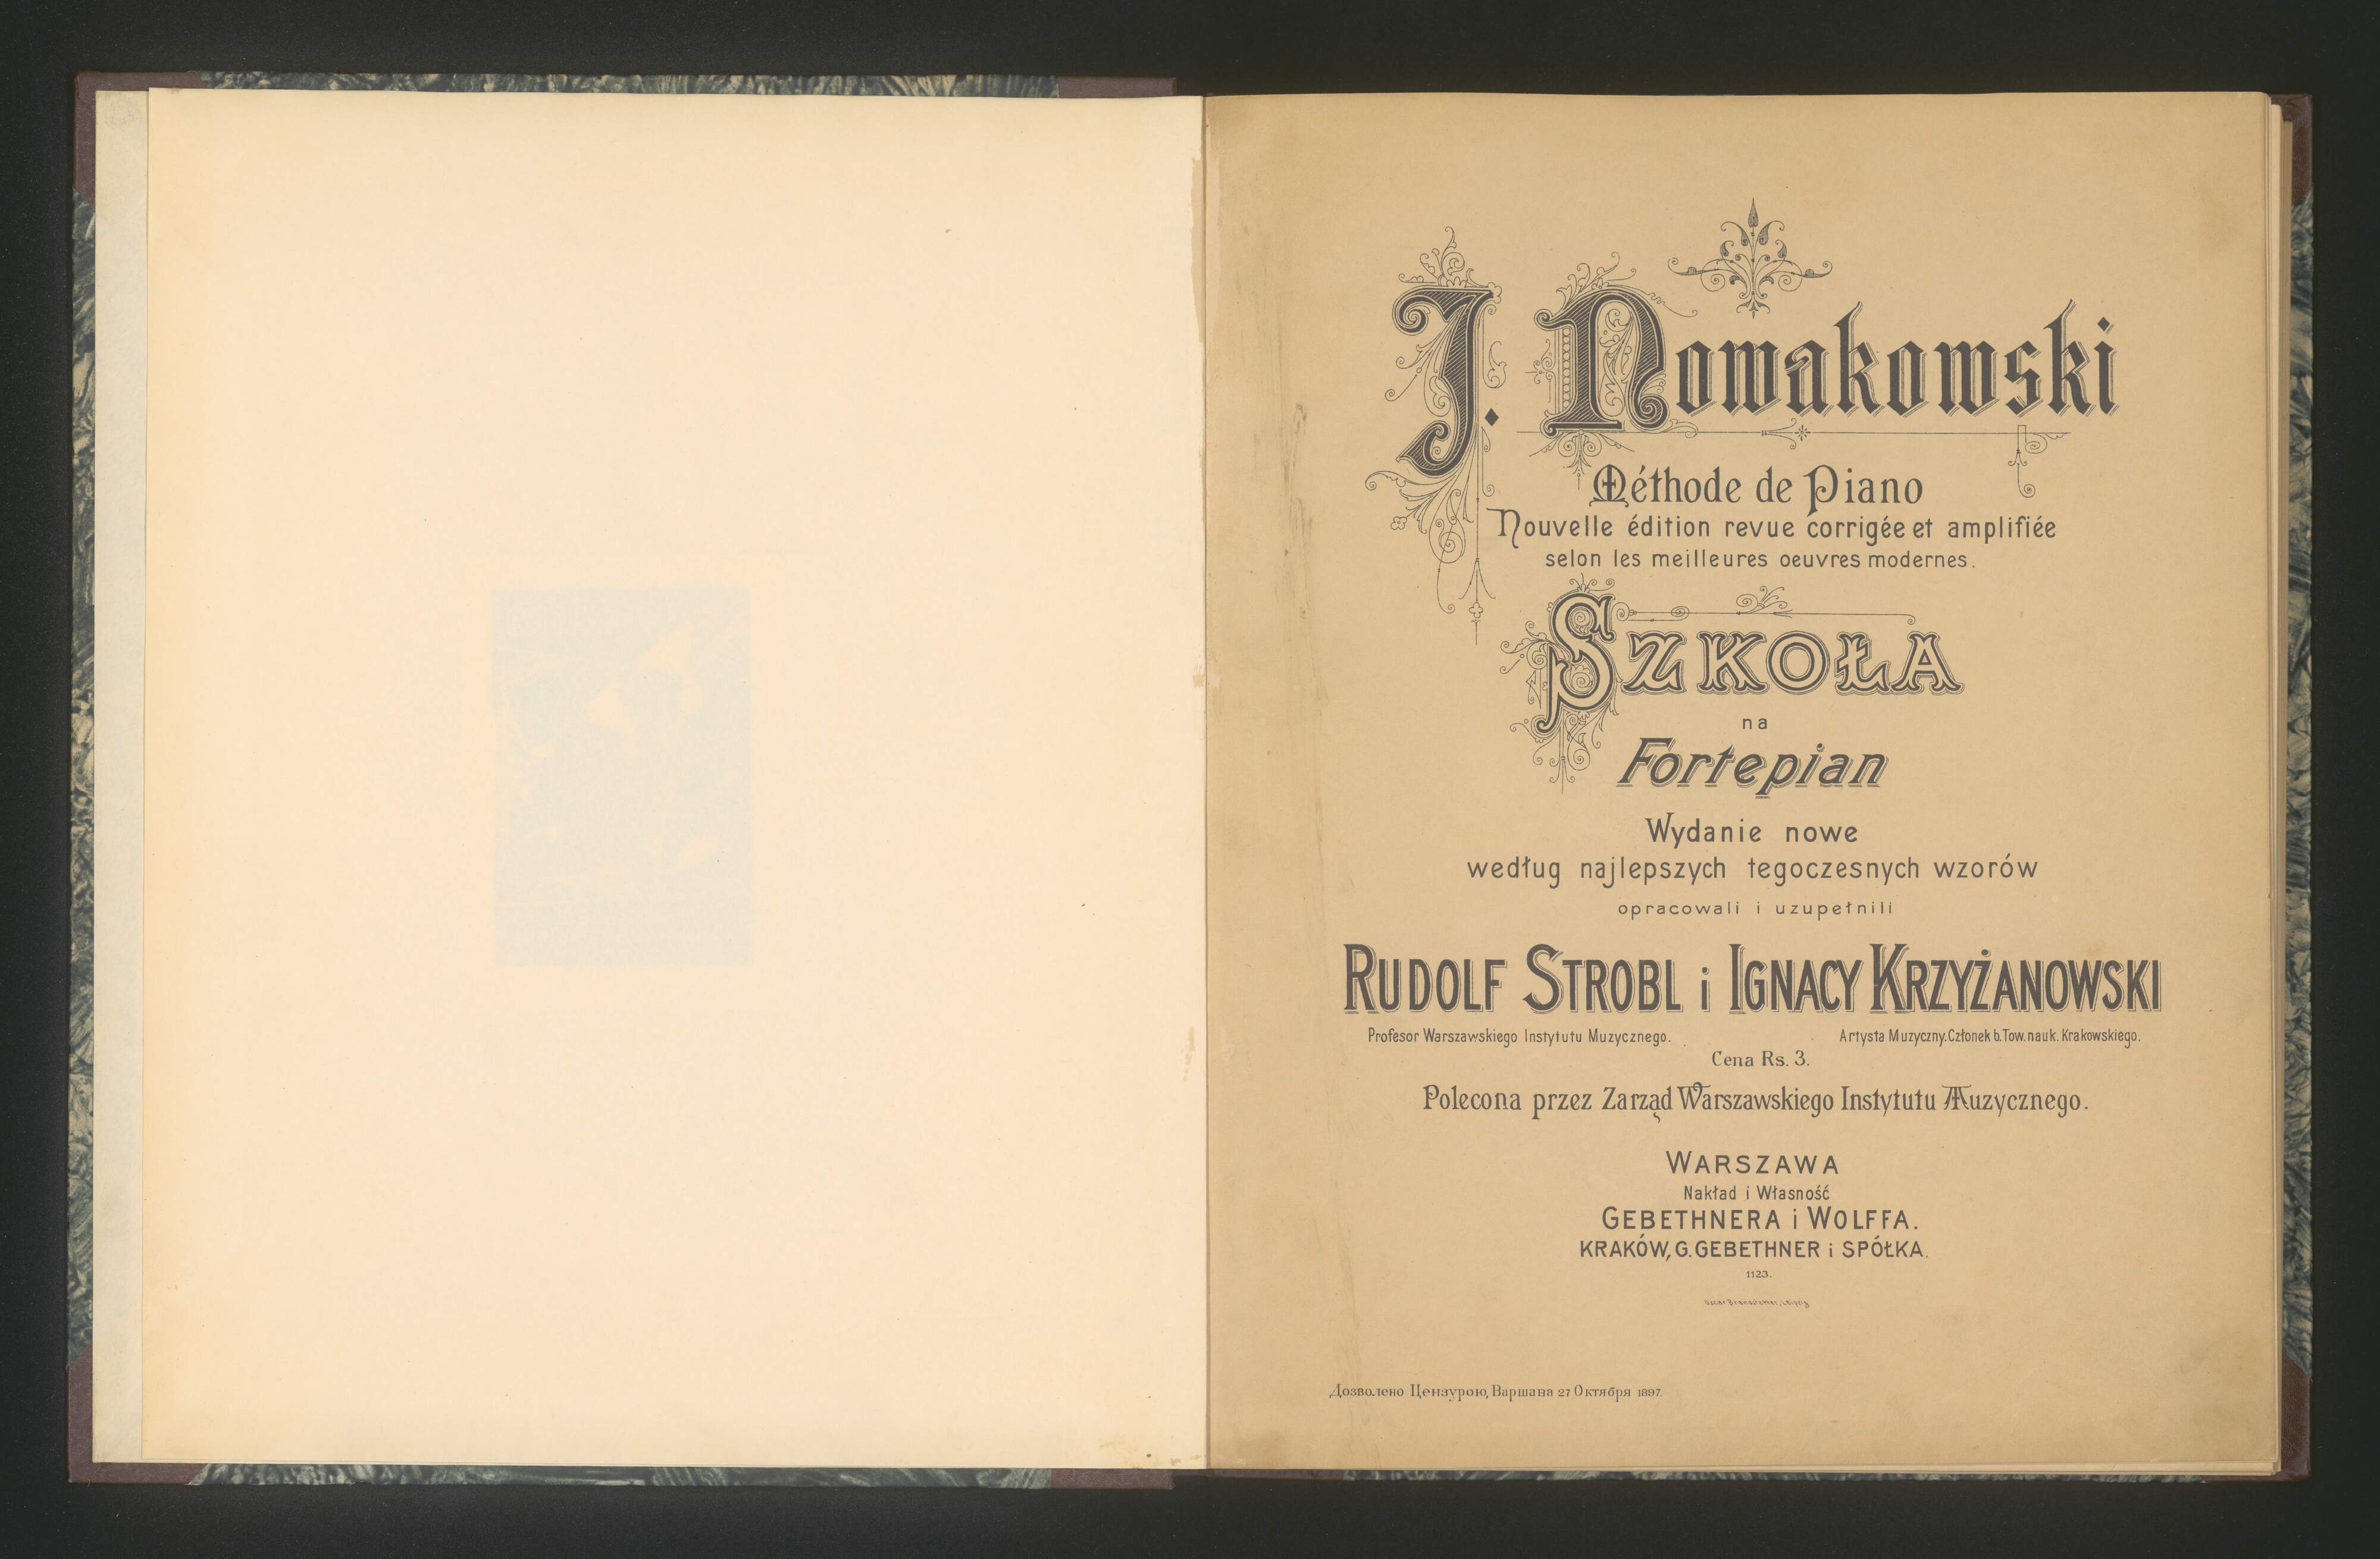 J. Nowakowski
Méthode de Piano
Nouvelle édition revue corrigée et amplifiée
selon les meilleures oeuvres modernes.
SZKOŁA
na
Fortepian
Wydanie nowe
według najlepszych tegoczesnych wzorów
opracowali i uzupełnili
RUDOLF STROBL i IGNACY KRZYŻANOWSKI
Profesor Warszawskiego Instytutu Muzycznego. Artysta Muzyczny. Członek b. Tow. nauk. Krakowskiego.
Cena Rs. 3.
Polecona przez Zarząd Warszawskiego Instytutu Muzycznego.
WARSZAWA
Nakład i Własność
GEBETHNERA i WOLFFA.
KRAKÓW, G. GEBETHNER i SPÓŁKA.
1123.
Oscar Brandstetter, Leipzig
Дозволено Цензурою, Варшава 27 Октября 1897.